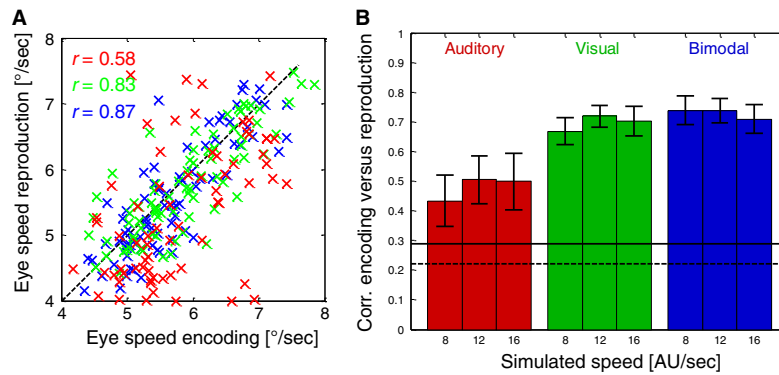 A
Eye speed reproduction [°/sec]
8
7
6
5
4
r = 0.58
r = 0.83
r = 0.87
4 5 6 7 8
Eye speed encoding [°/sec]
B
Corr. encoding versus reproduction
1
0.9
0.8
0.7
0.6
0.5
0.4
0.3
0.2
0.1
0
Auditory Visual Bimodal
8 12 16 8 12 16 8 12 16
Simulated speed [AU/sec]